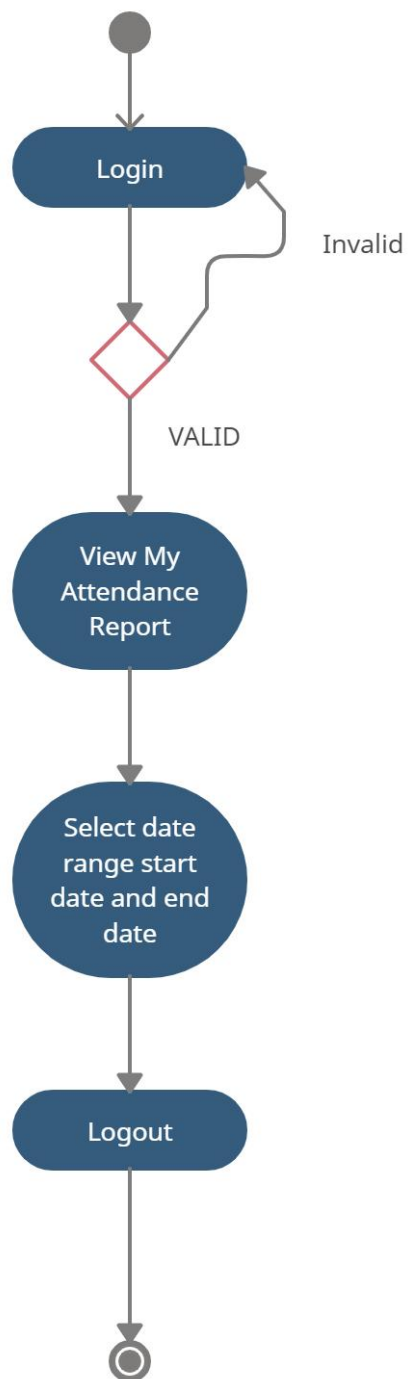 Login
Invalid
VALID
View My
Attendance
Report
Select date
range start
date and end
date
Logout